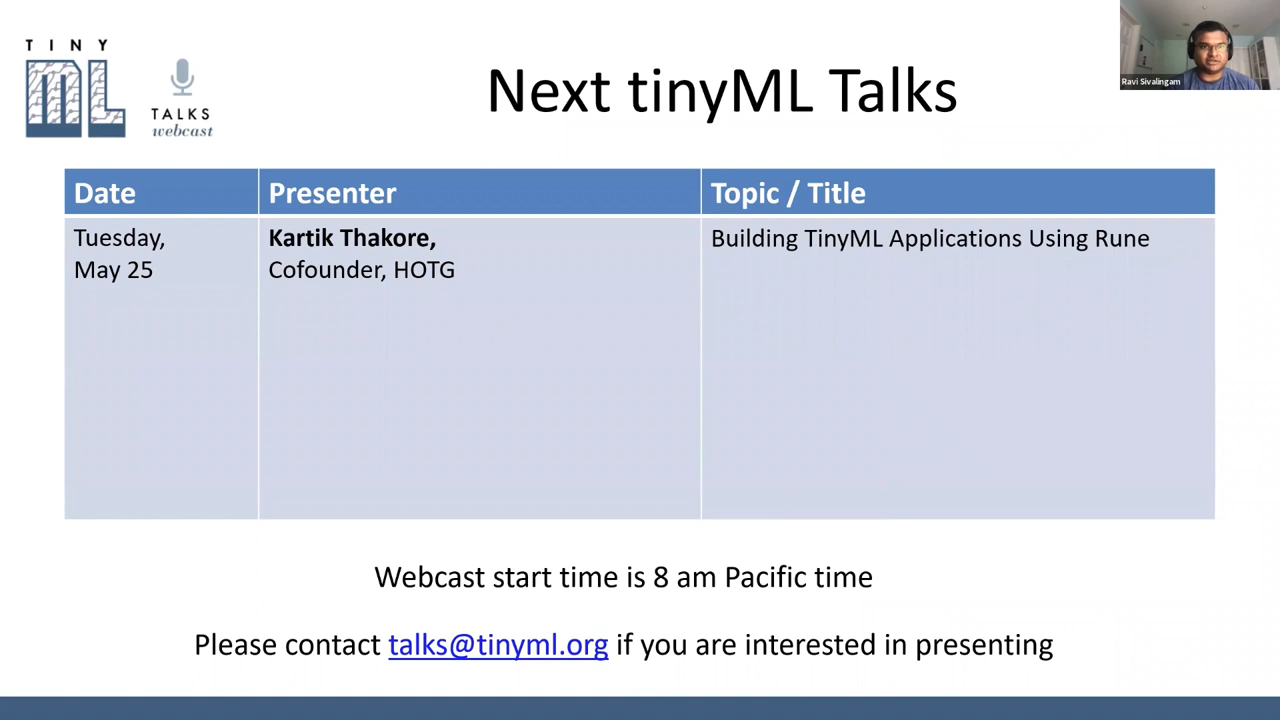 TINY
ML
TALKS
webcast
Next tinyML Talks
Ravi Sivalingam
Date Presenter Topic / Title
Tuesday, Kartik Thakore, Building TinyML Applications Using Rune
May 25 Cofounder, HOTG
Webcast start time is 8 am Pacific time
Please contact talks@tinyml.org if you are interested in presenting